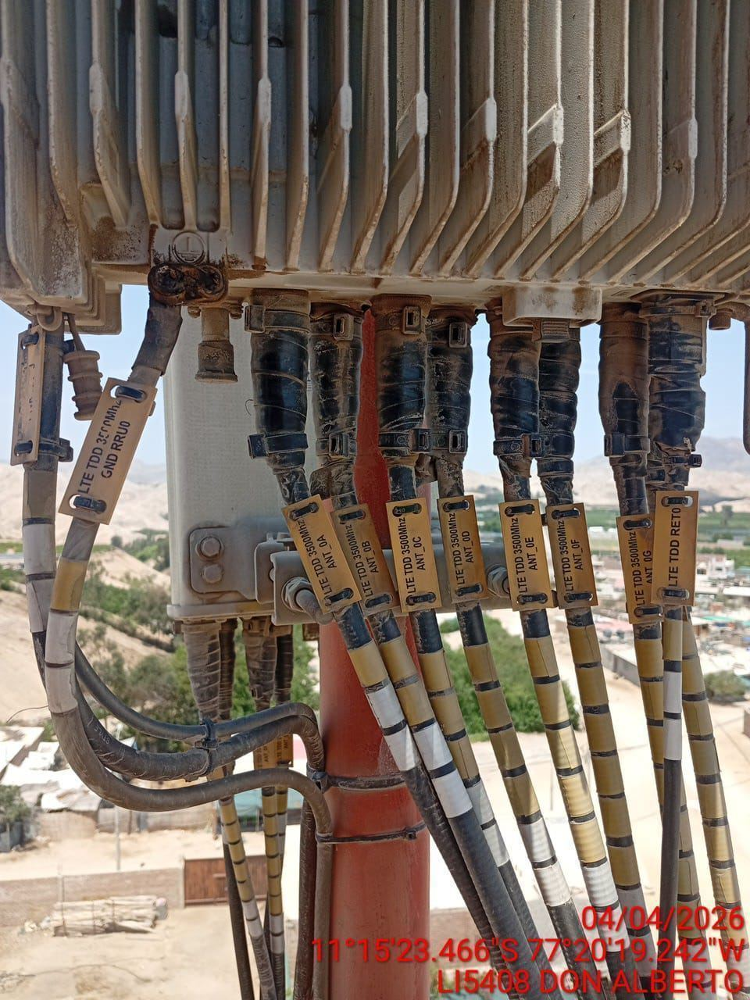 LTE TDD 3500Mhz
GND RRU0
LTE TDD 3500Mhz
ANT_0A
LTE TDD 3500Mhz
ANT_0B
LTE TDD 3500Mhz
ANT_0C
LTE TDD 3500Mhz
ANT_0D
LTE TDD 3500Mhz
ANT_0E
LTE TDD 3500Mhz
ANT_0F
LTE TDD 3500Mhz
ANT_0G
LTE TDD RET0
04/04/2026
11°15'23.466"S 77°20'19.242"W
LI5408 DON ALBERTO